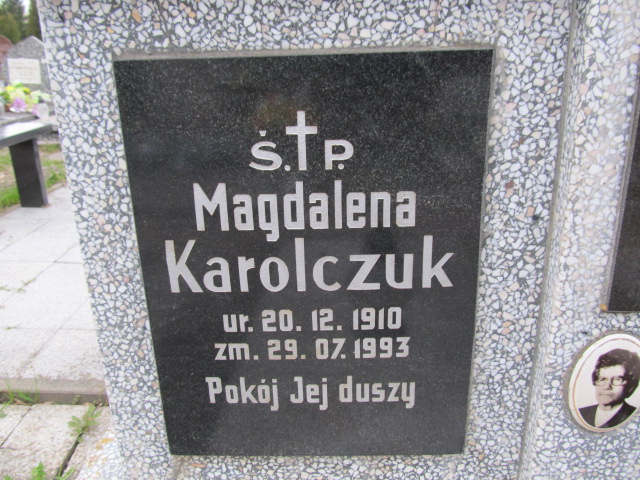 Ś.P.
Magdalena
Karolczuk
ur. 20. 12. 1910
zm. 29. 07. 1993
Pokój Jej duszy